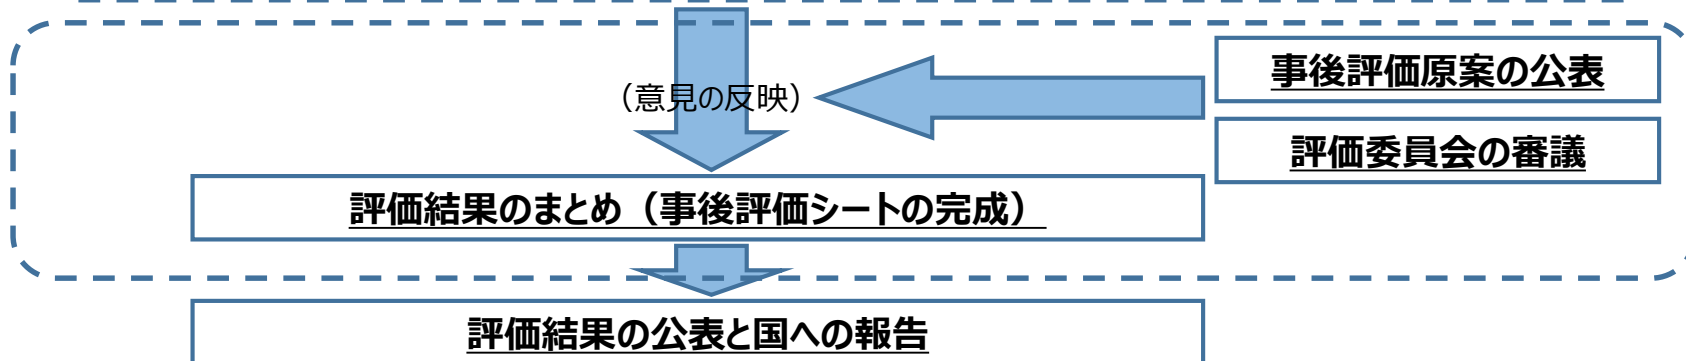 事後評価原案の公表
（意見の反映）
評価委員会の審議
評価結果のまとめ（事後評価シートの完成）
評価結果の公表と国への報告